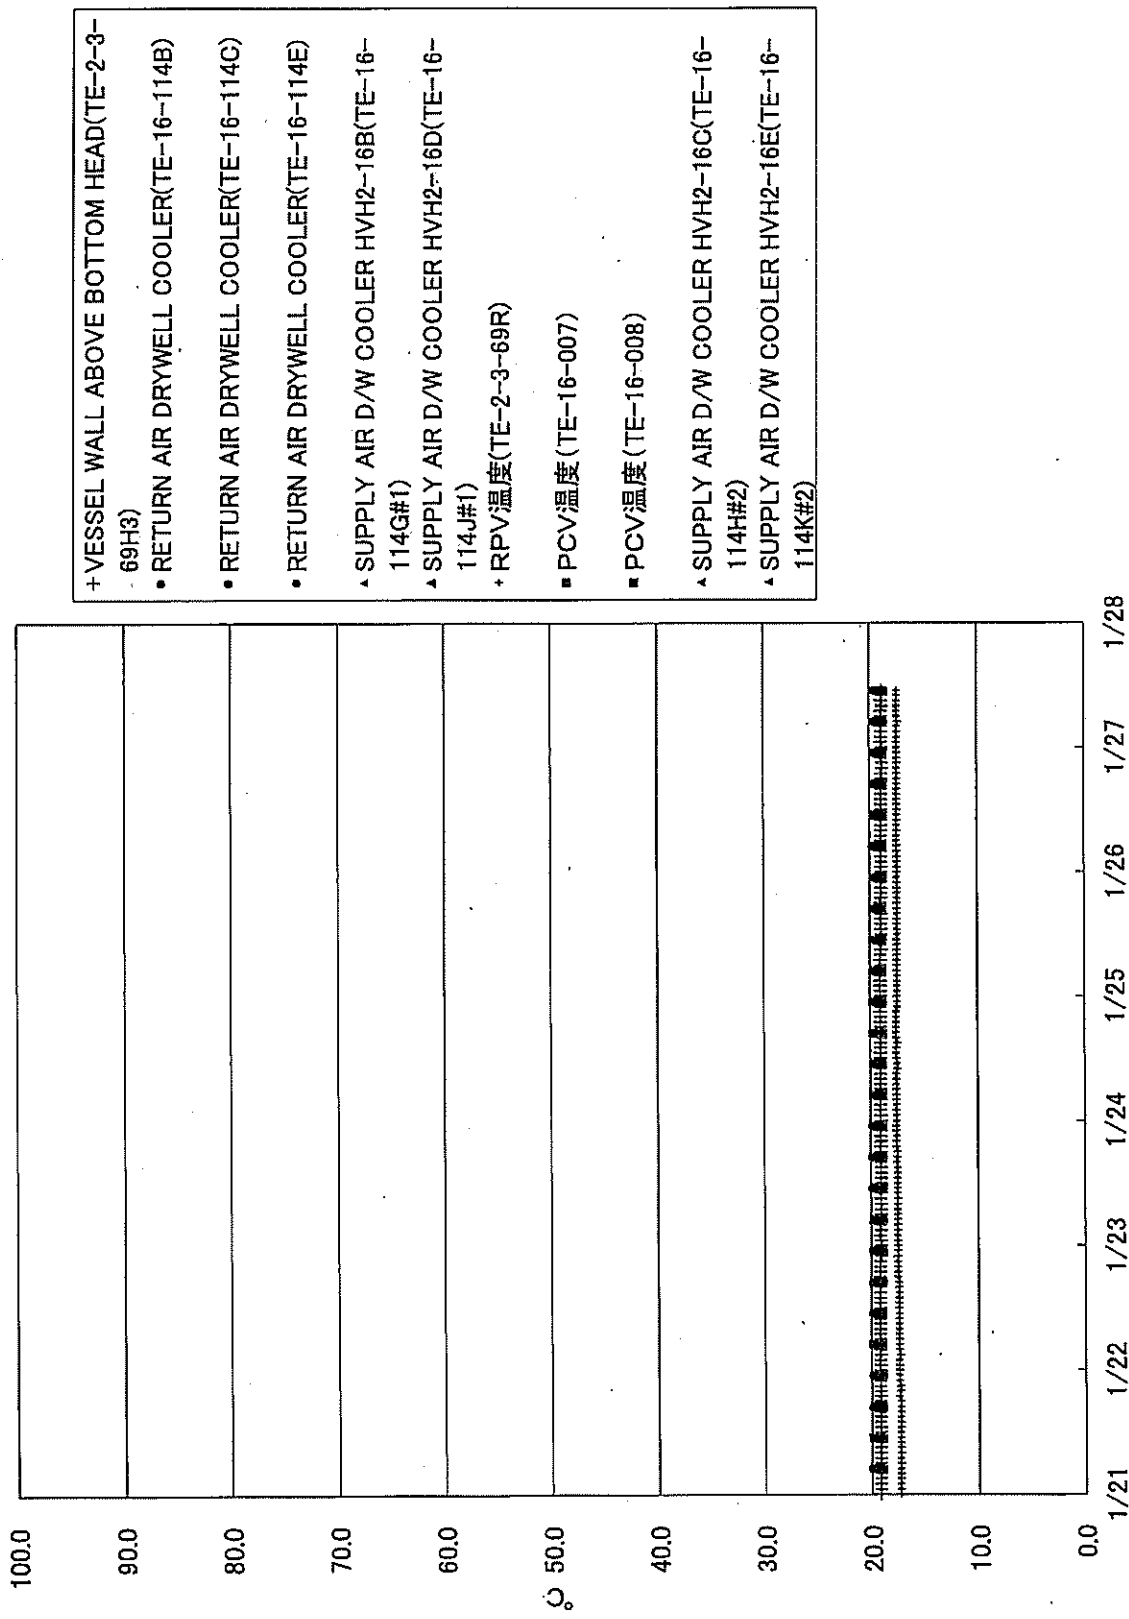 +VESSEL WALL ABOVE BOTTOM HEAD(TE-2-3-
69H3)
•RETURN AIR DRYWELL COOLER(TE-16-114B)
•RETURN AIR DRYWELL COOLER(TE-16-114C)
•RETURN AIR DRYWELL COOLER(TE-16-114E)
▲SUPPLY AIR D/W COOLER HVH2-16B(TE-16-
114G#1)
▲SUPPLY AIR D/W COOLER HVH2-16D(TE-16-
114J#1)
+RPV温度(TE-2-3-69R)
■PCV温度(TE-16-007)
■PCV温度(TE-16-008)
▲SUPPLY AIR D/W COOLER HVH2-16C(TE-16-
114H#2)
▲SUPPLY AIR D/W COOLER HVH2-16E(TE-16-
114K#2)
100.0
90.0
80.0
70.0
60.0
50.0
40.0
30.0
20.0
10.0
0.0
℃
1/21
1/22
1/23
1/24
1/25
1/26
1/27
1/28